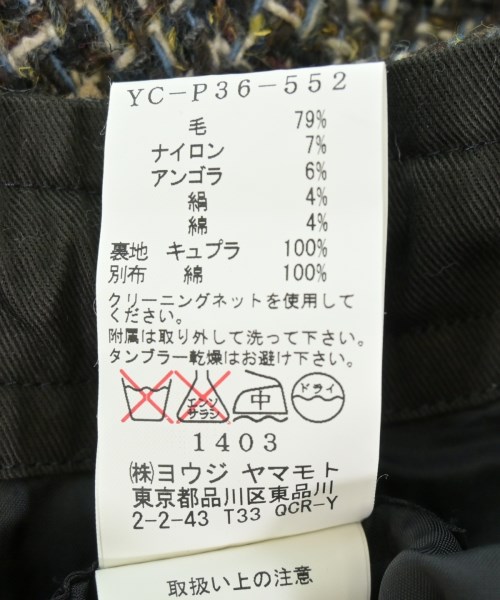 YC-P36-552
毛 79%
ナイロン 7%
アンゴラ 6%
絹 4%
綿 4%
裏地 キュプラ 100%
別布 綿 100%
クリーニングネットを使用して
ください。
附属は取り外して洗って下さい。
タンブラー乾燥はお避け下さい。
エンソ
サラシ
中
ドライ
1403
㈱ヨウジ ヤマモト
東京都品川区東品川
2-2-43 T33 QCR-Y
取扱い上の注意